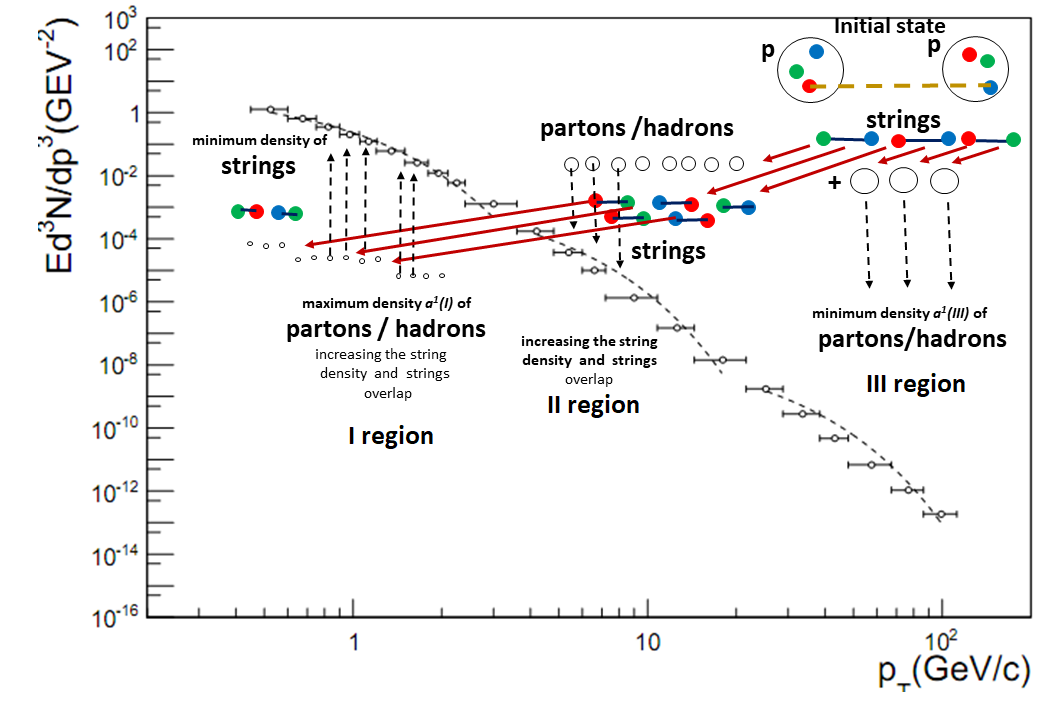 Ed³N/dp³(GEV⁻²)
10³
10²
1
10⁻²
10⁻⁴
10⁻⁶
10⁻⁸
10⁻¹⁰
10⁻¹²
10⁻¹⁴
10⁻¹⁶
Initial state
p
p
strings
partons /hadrons
minimum density of
strings
+
strings
maximum density a¹(I) of
partons / hadrons
increasing the string
density and strings
overlap
I region
increasing the string
density and strings
overlap
II region
minimum density a¹(III) of
partons/hadrons
III region
1
10
10²
p_T(GeV/c)